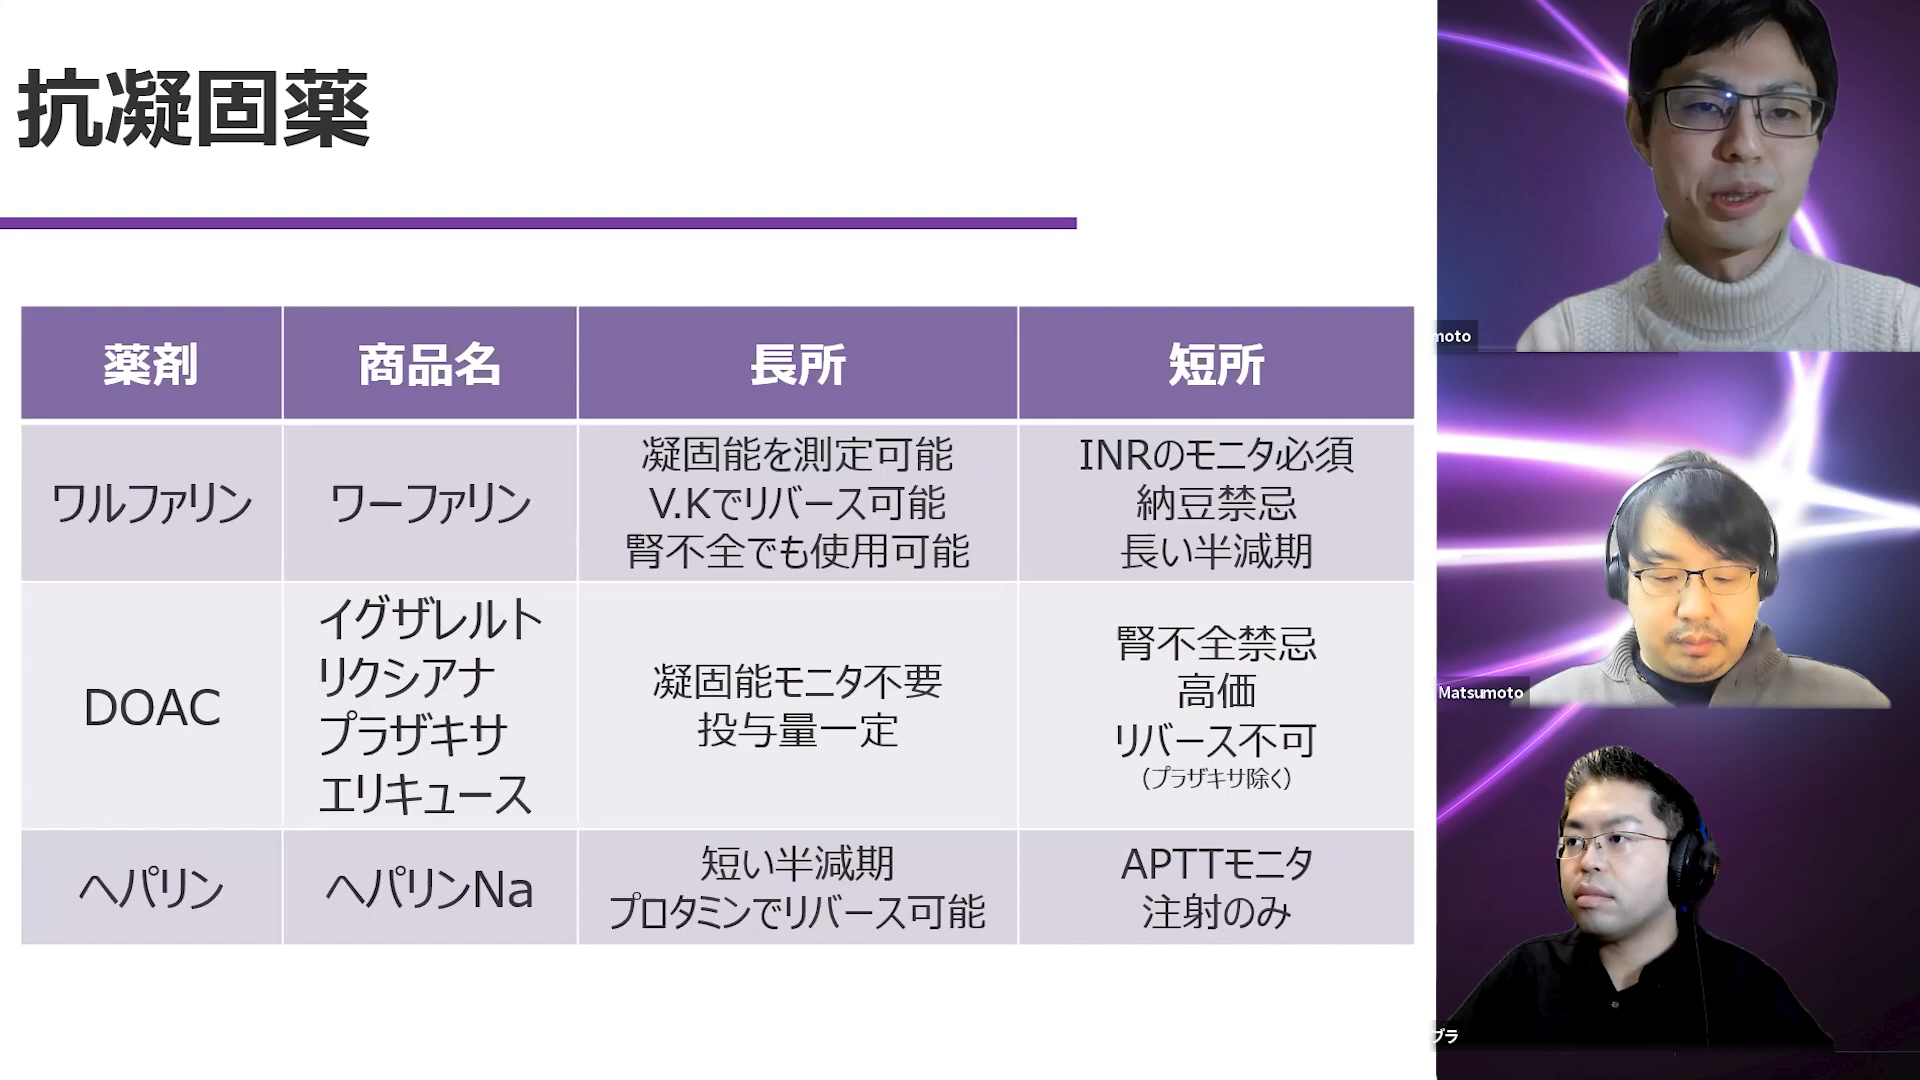 抗凝固薬
薬剤
商品名
長所
短所
ワルファリン
ワーファリン
凝固能を測定可能
V.Kでリバース可能
腎不全でも使用可能
INRのモニタ必須
納豆禁忌
長い半減期
DOAC
イグザレルト
リクシアナ
プラザキサ
エリキュース
凝固能モニタ不要
投与量一定
腎不全禁忌
高価
リバース不可
（プラザキサ除く）
ヘパリン
ヘパリンNa
短い半減期
プロタミンでリバース可能
APTTモニタ
注射のみ
moto
Matsumoto
ブラ